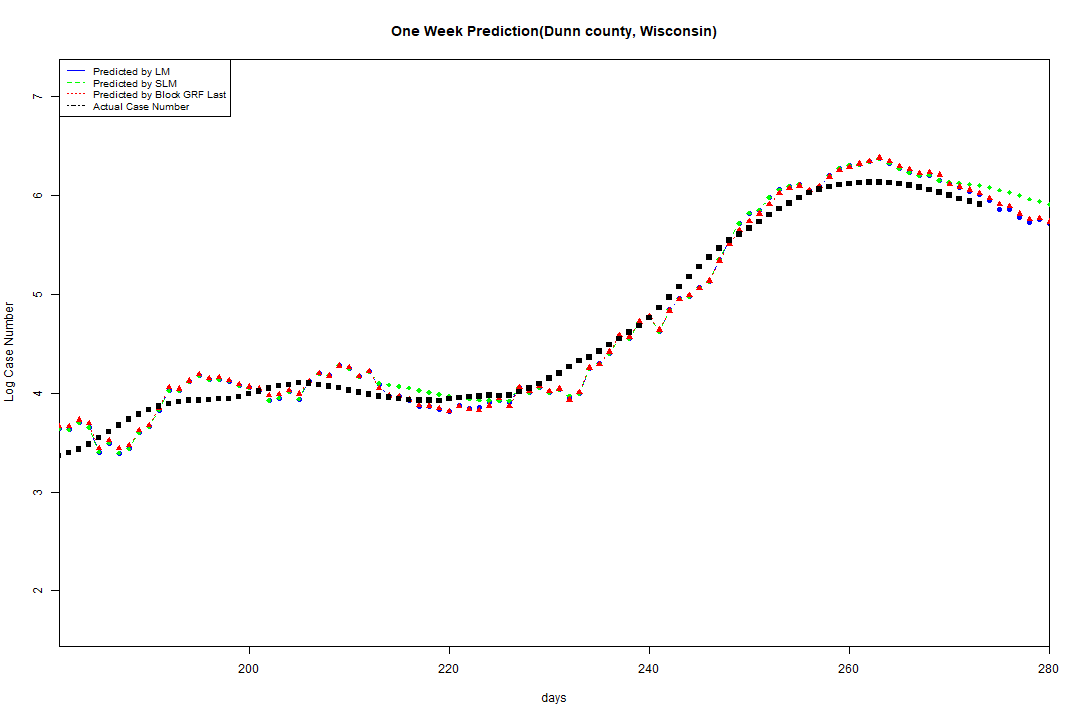 One Week Prediction(Dunn county, Wisconsin)
Predicted by LM
Predicted by SLM
Predicted by Block GRF Last
Actual Case Number
7
6
5
4
3
2
Log Case Number
200
220
240
260
280
days